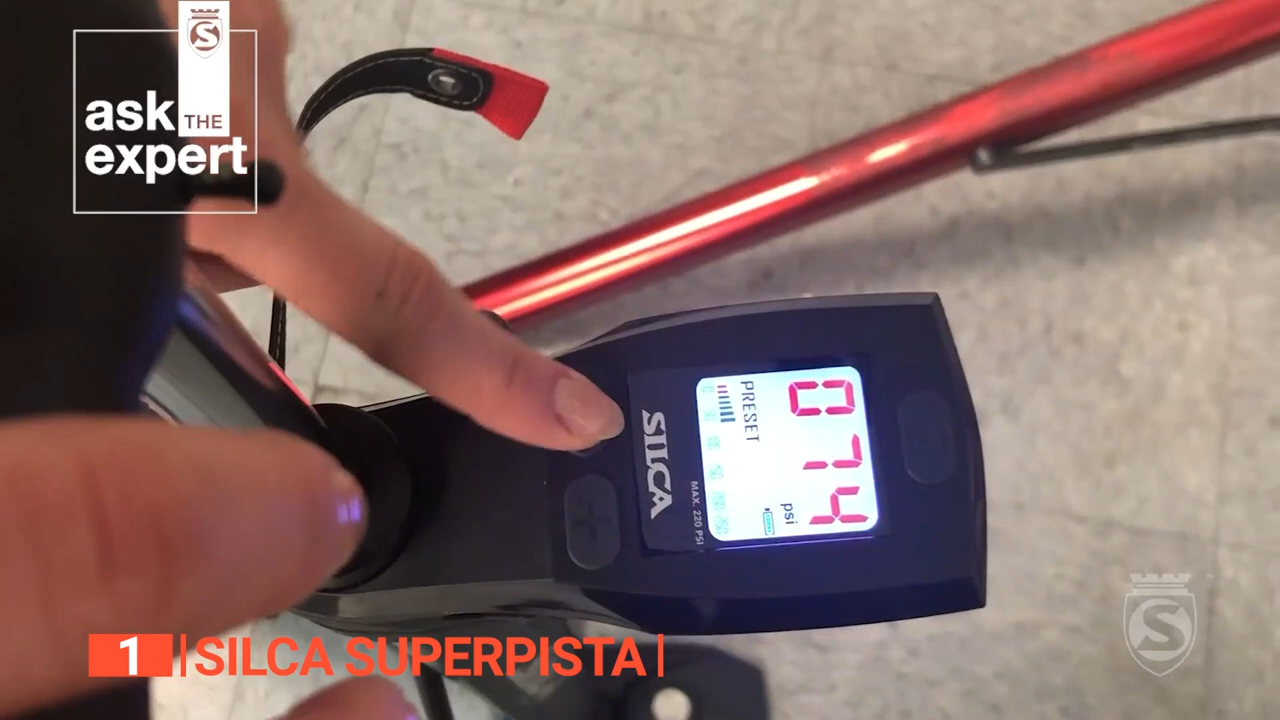 ask THE
expert
PRESET
074
psi
SILCA
MAX. 220 PSI
1 SILCA SUPERPISTA